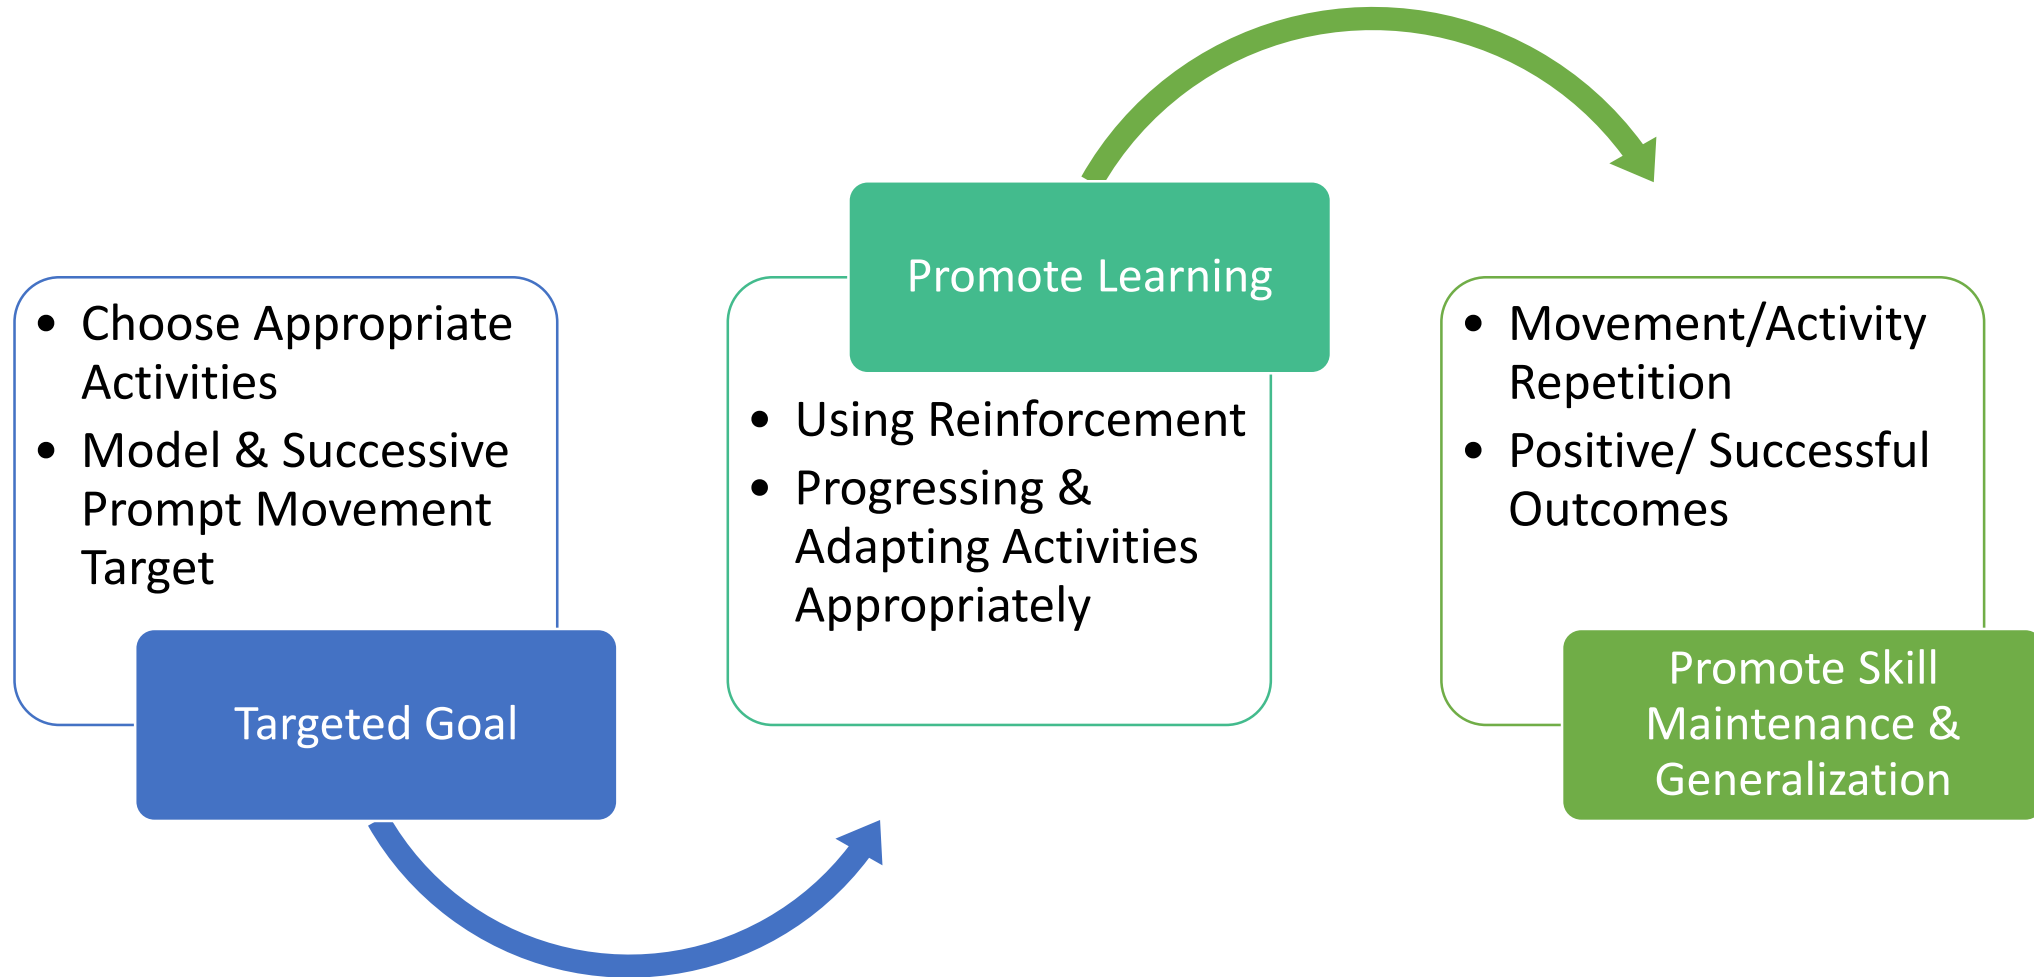 • Choose Appropriate
Activities
• Model & Successive
Prompt Movement
Target
Targeted Goal
Promote Learning
• Using Reinforcement
• Progressing &
Adapting Activities
Appropriately
• Movement/Activity
Repetition
• Positive/ Successful
Outcomes
Promote Skill
Maintenance &
Generalization